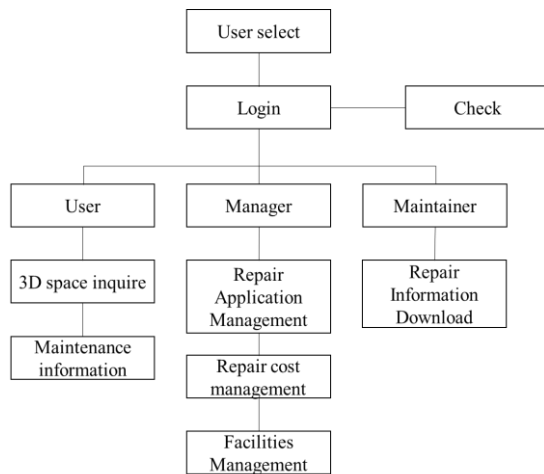 User select
Login
Check
User
Manager
Maintainer
3D space inquire
Repair
Application
Management
Repair
Information
Download
Maintenance
information
Repair cost
management
Facilities
Management